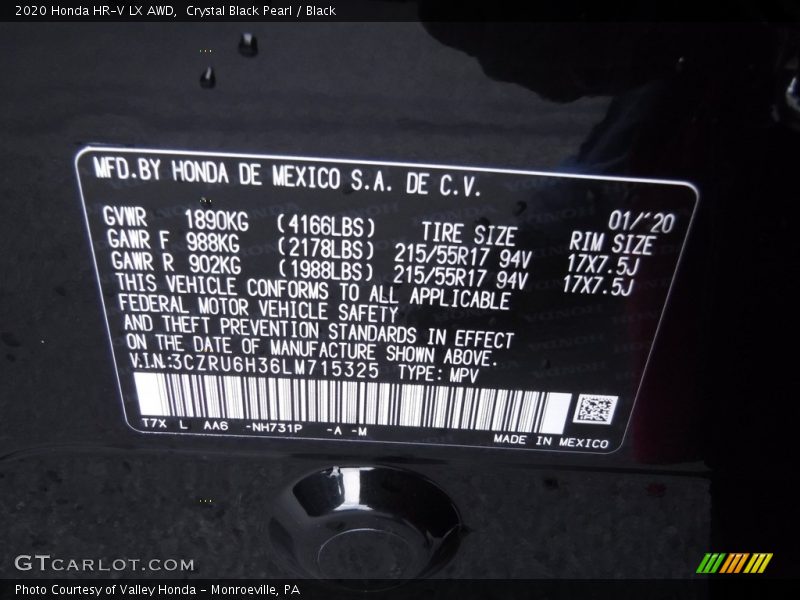 2020 Honda HR-V LX AWD, Crystal Black Pearl / Black
MFD.BY HONDA DE MEXICO S.A. DE C.V.
01/'20
GVWR 1890KG (4166LBS) TIRE SIZE RIM SIZE
GAWR F 988KG (2178LBS) 215/55R17 94V 17X7.5J
GAWR R 902KG (1988LBS) 215/55R17 94V 17X7.5J
THIS VEHICLE CONFORMS TO ALL APPLICABLE
FEDERAL MOTOR VEHICLE SAFETY
AND THEFT PREVENTION STANDARDS IN EFFECT
ON THE DATE OF MANUFACTURE SHOWN ABOVE.
V.I.N.:3CZRU6H36LM715325 TYPE: MPV
T7X L AA6 -NH731P -A -M
MADE IN MEXICO
GTCARLOT.COM
Photo Courtesy of Valley Honda - Monroeville, PA